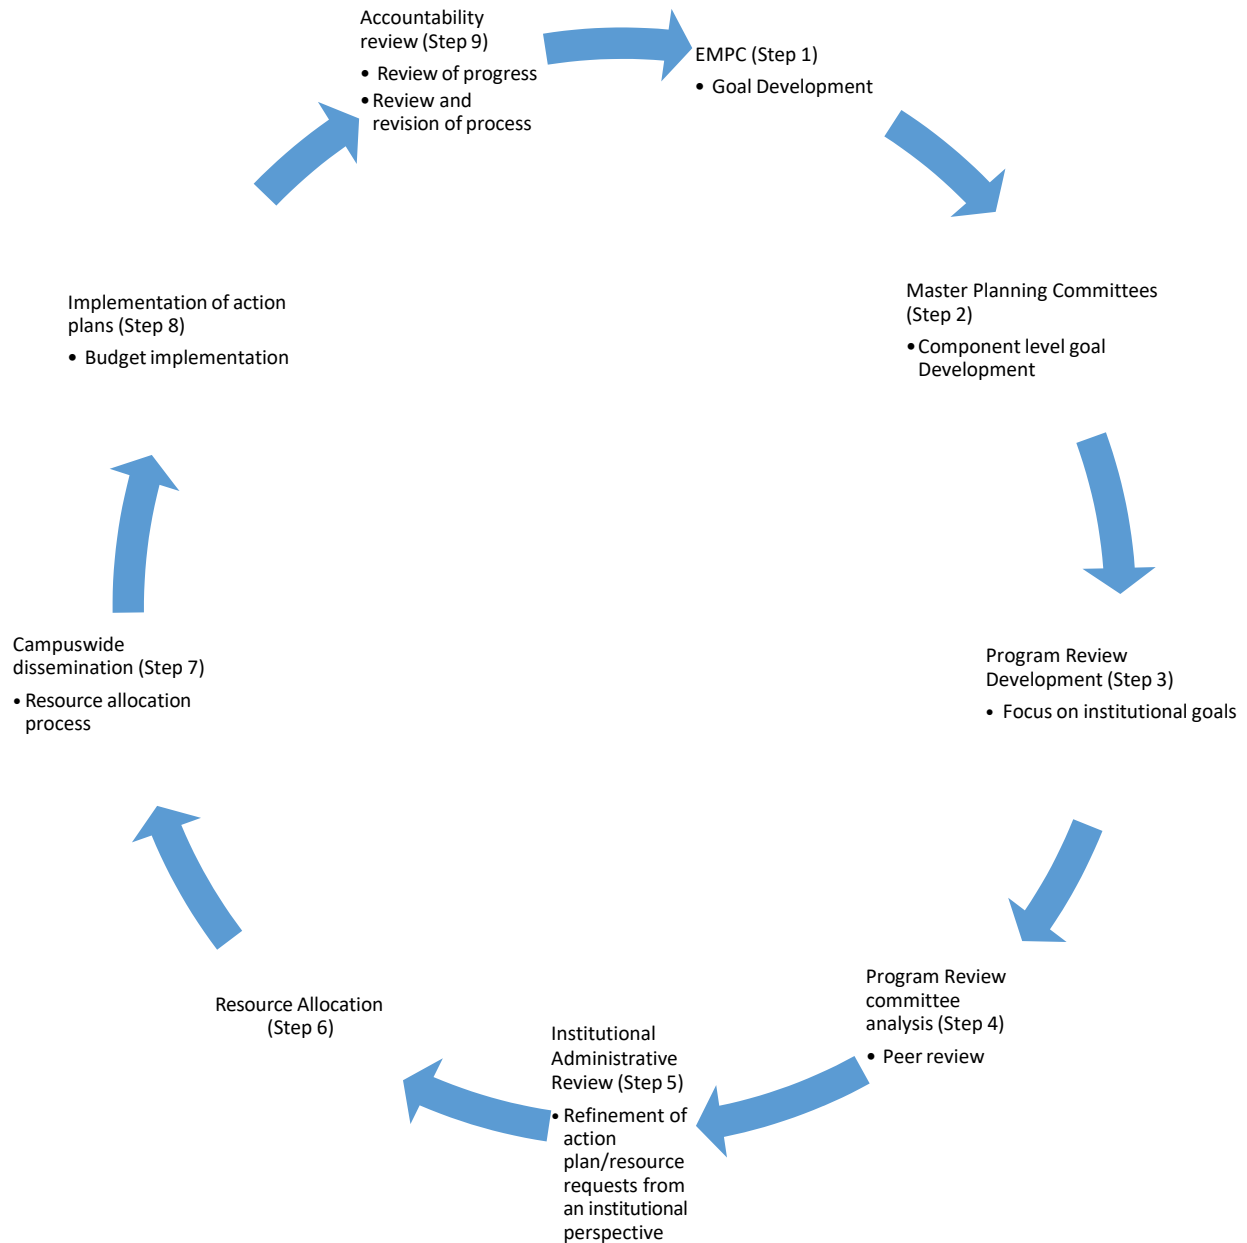 Accountability
review (Step 9)
• Review of progress
• Review and
revision of process
EMPC (Step 1)
• Goal Development
Master Planning Committees
(Step 2)
• Component level goal
Development
Program Review
Development (Step 3)
• Focus on institutional goals
Program Review
committee
analysis (Step 4)
• Peer review
Institutional
Administrative
Review (Step 5)
• Refinement of
action
plan/resource
requests from
an institutional
perspective
Resource Allocation
(Step 6)
Campuswide
dissemination (Step 7)
• Resource allocation
process
Implementation of action
plans (Step 8)
• Budget implementation